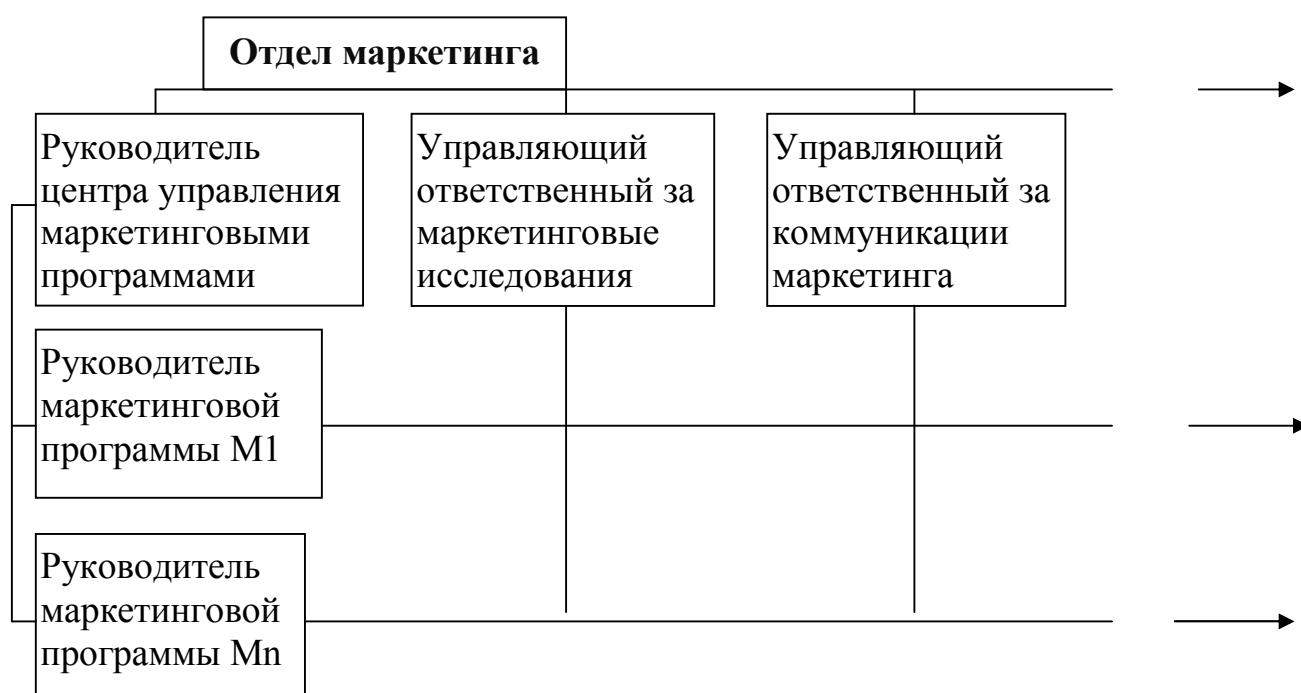 Отдел маркетинга
Руководитель
центра управления
маркетинговыми
программами
Управляющий
ответственный за
маркетинговые
исследования
Управляющий
ответственный за
коммуникации
маркетинга
Руководитель
маркетинговой
программы М1
Руководитель
маркетинговой
программы Мn